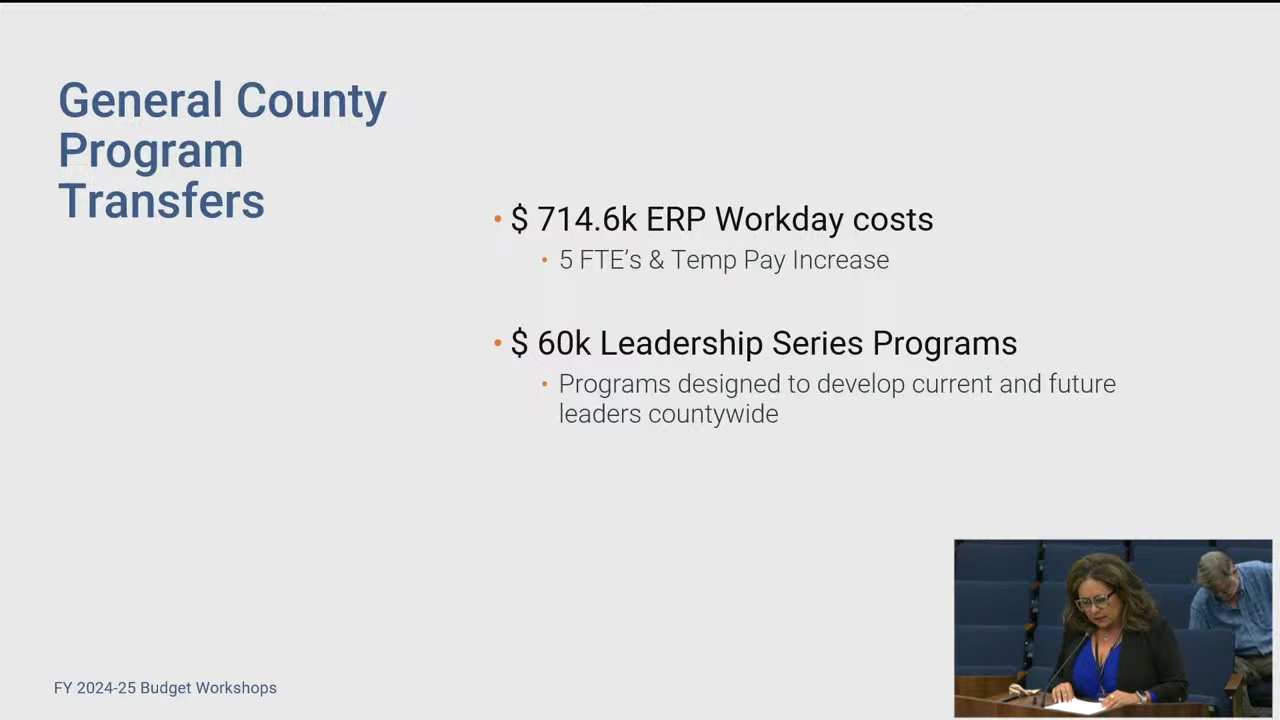 General County
Program
Transfers
• $ 714.6k ERP Workday costs
• 5 FTE's & Temp Pay Increase
• $ 60k Leadership Series Programs
• Programs designed to develop current and future
leaders countywide
FY 2024-25 Budget Workshops